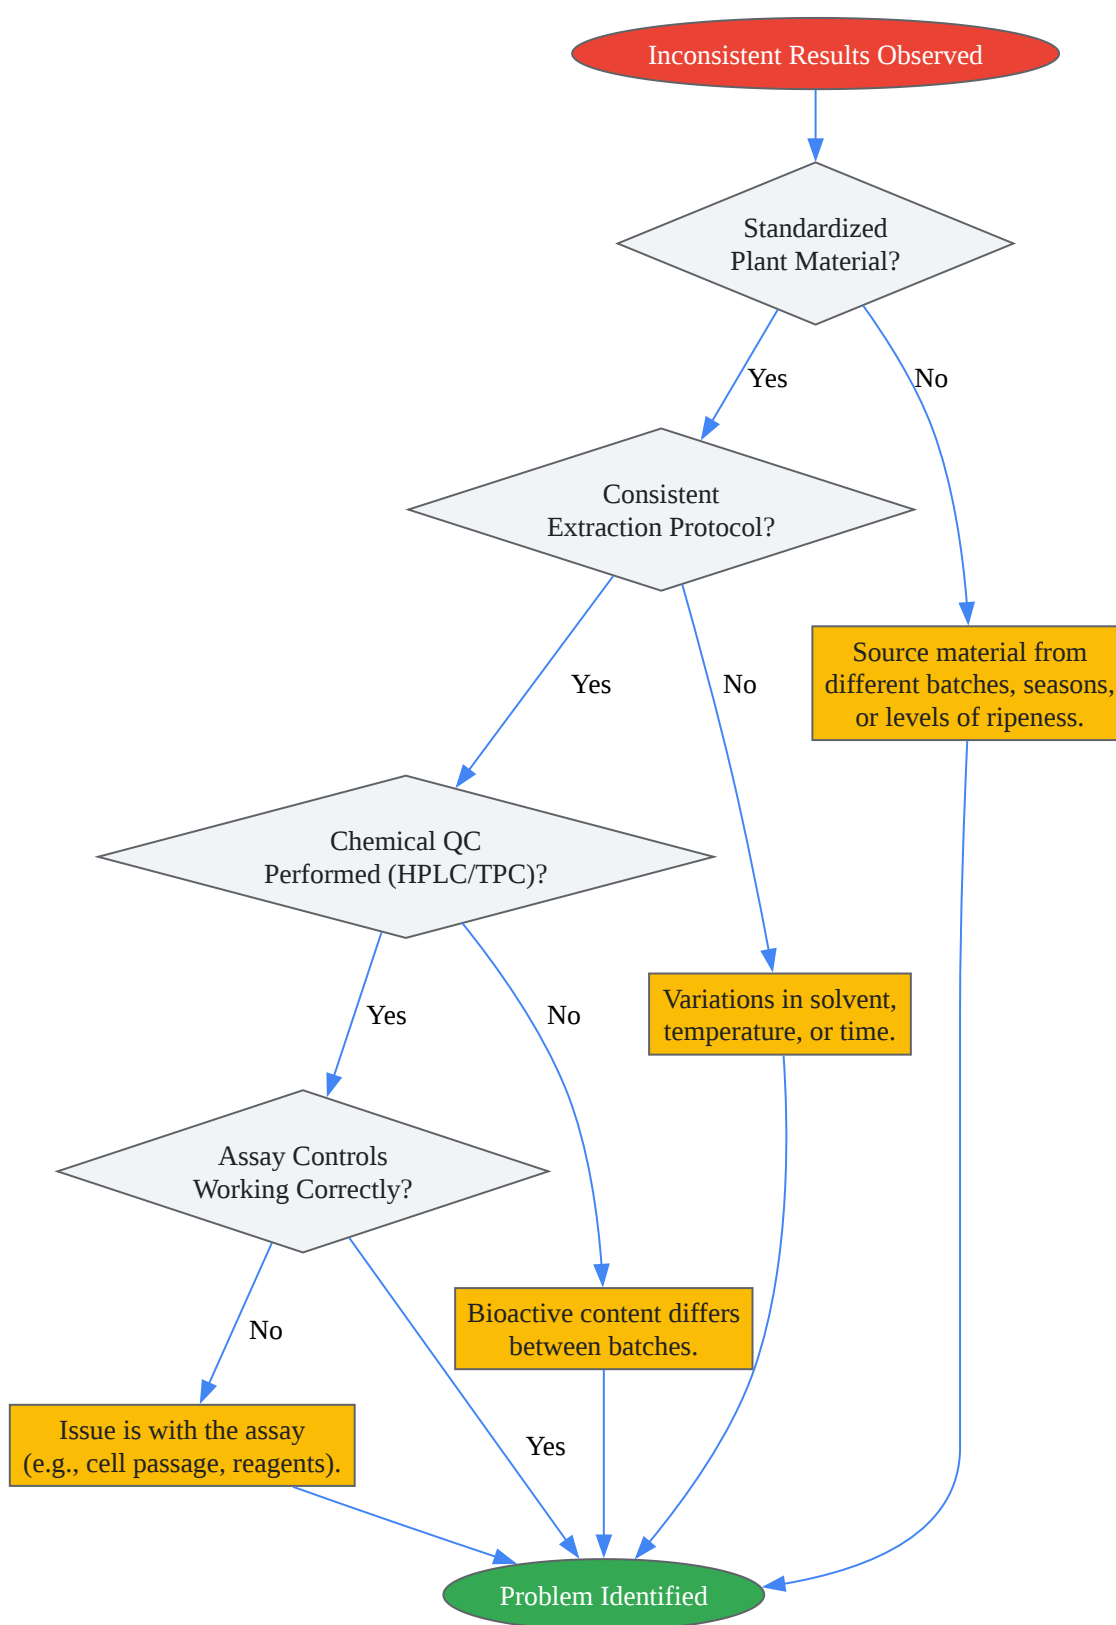 Inconsistent Results Observed
Standardized
Plant Material?
Yes
No
Consistent
Extraction Protocol?
Source material from
different batches, seasons,
or levels of ripeness.
Yes
No
Chemical QC
Performed (HPLC/TPC)?
Variations in solvent,
temperature, or time.
Yes
No
Assay Controls
Working Correctly?
Bioactive content differs
between batches.
No
Issue is with the assay
(e.g., cell passage, reagents).
Yes
Problem Identified